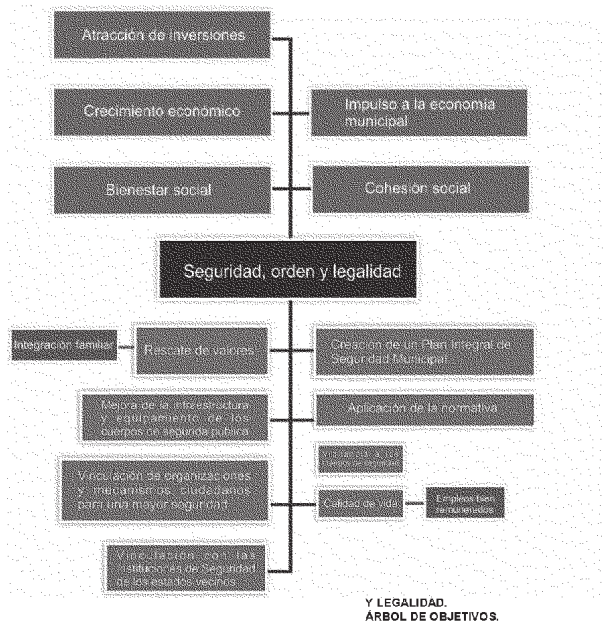 Atracción de inversiones
Crecimiento económico
Impulso a la economía
municipal
Bienestar social
Cohesión social
Seguridad, orden y legalidad
Integración familiar
Rescate de valores
Creación de un Plan Integral de
Seguridad Municipal
Mejora de la infraestructura
y equipamiento de los
cuerpos de segurida pública
Aplicación de la normativa
cuerpos de seguridad
Vinculación de organizaciones
y mecanismos ciudadanos
para una mayor seguridad
Calidad de vida
Empleos bien
remunerados
Vinculación con las
Instituciones de Seguridad
de los estados vecinos
Y LEGALIDAD.
ÁRBOL DE OBJETIVOS.